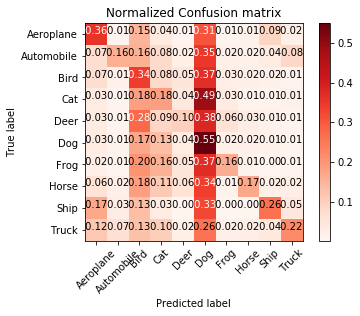 Normalized Confusion matrix
True label
Aeroplane 0.36 0.01 0.15 0.04 0.01 0.31 0.01 0.01 0.09 0.02
Automobile 0.07 0.16 0.16 0.08 0.02 0.35 0.02 0.02 0.04 0.08
Bird 0.07 0.01 0.34 0.08 0.05 0.37 0.03 0.02 0.02 0.01
Cat 0.03 0.01 0.18 0.18 0.04 0.49 0.03 0.01 0.01 0.01
Deer 0.03 0.01 0.28 0.09 0.10 0.38 0.06 0.03 0.01 0.01
Dog 0.03 0.01 0.17 0.13 0.04 0.55 0.02 0.02 0.01 0.01
Frog 0.02 0.01 0.20 0.16 0.05 0.37 0.16 0.01 0.00 0.01
Horse 0.06 0.02 0.18 0.11 0.06 0.34 0.01 0.17 0.02 0.02
Ship 0.17 0.03 0.13 0.03 0.00 0.33 0.00 0.00 0.26 0.05
Truck 0.12 0.07 0.13 0.10 0.02 0.26 0.02 0.02 0.04 0.22
Aeroplane Automobile Bird Cat Deer Dog Frog Horse Ship Truck
Predicted label
0.5
0.4
0.3
0.2
0.1